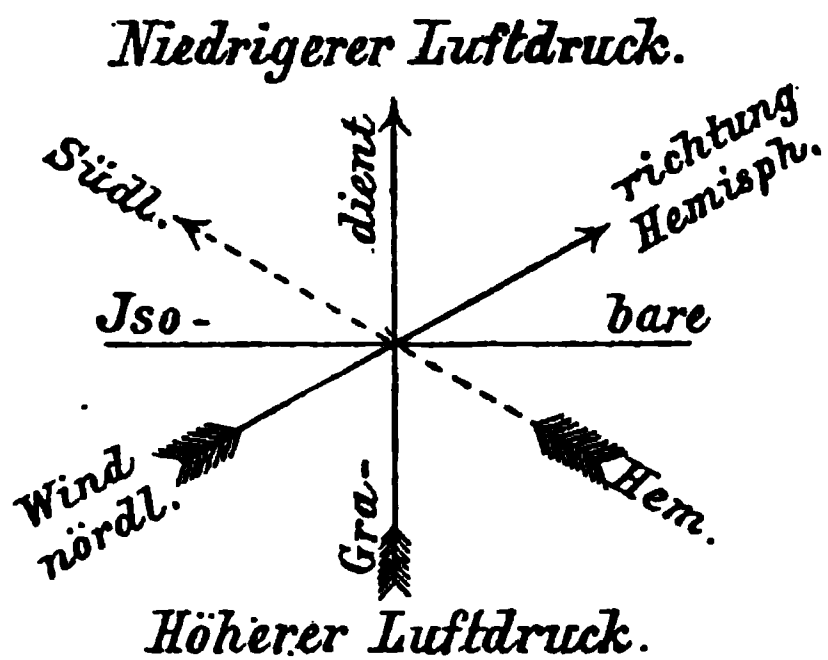 Niedrigerer Luftdruck.
Südl.
dient
richtung
Hemisph.
Jso-
bare
Wind
nördl.
Gra-
Hem.
Höherer Luftdruck.